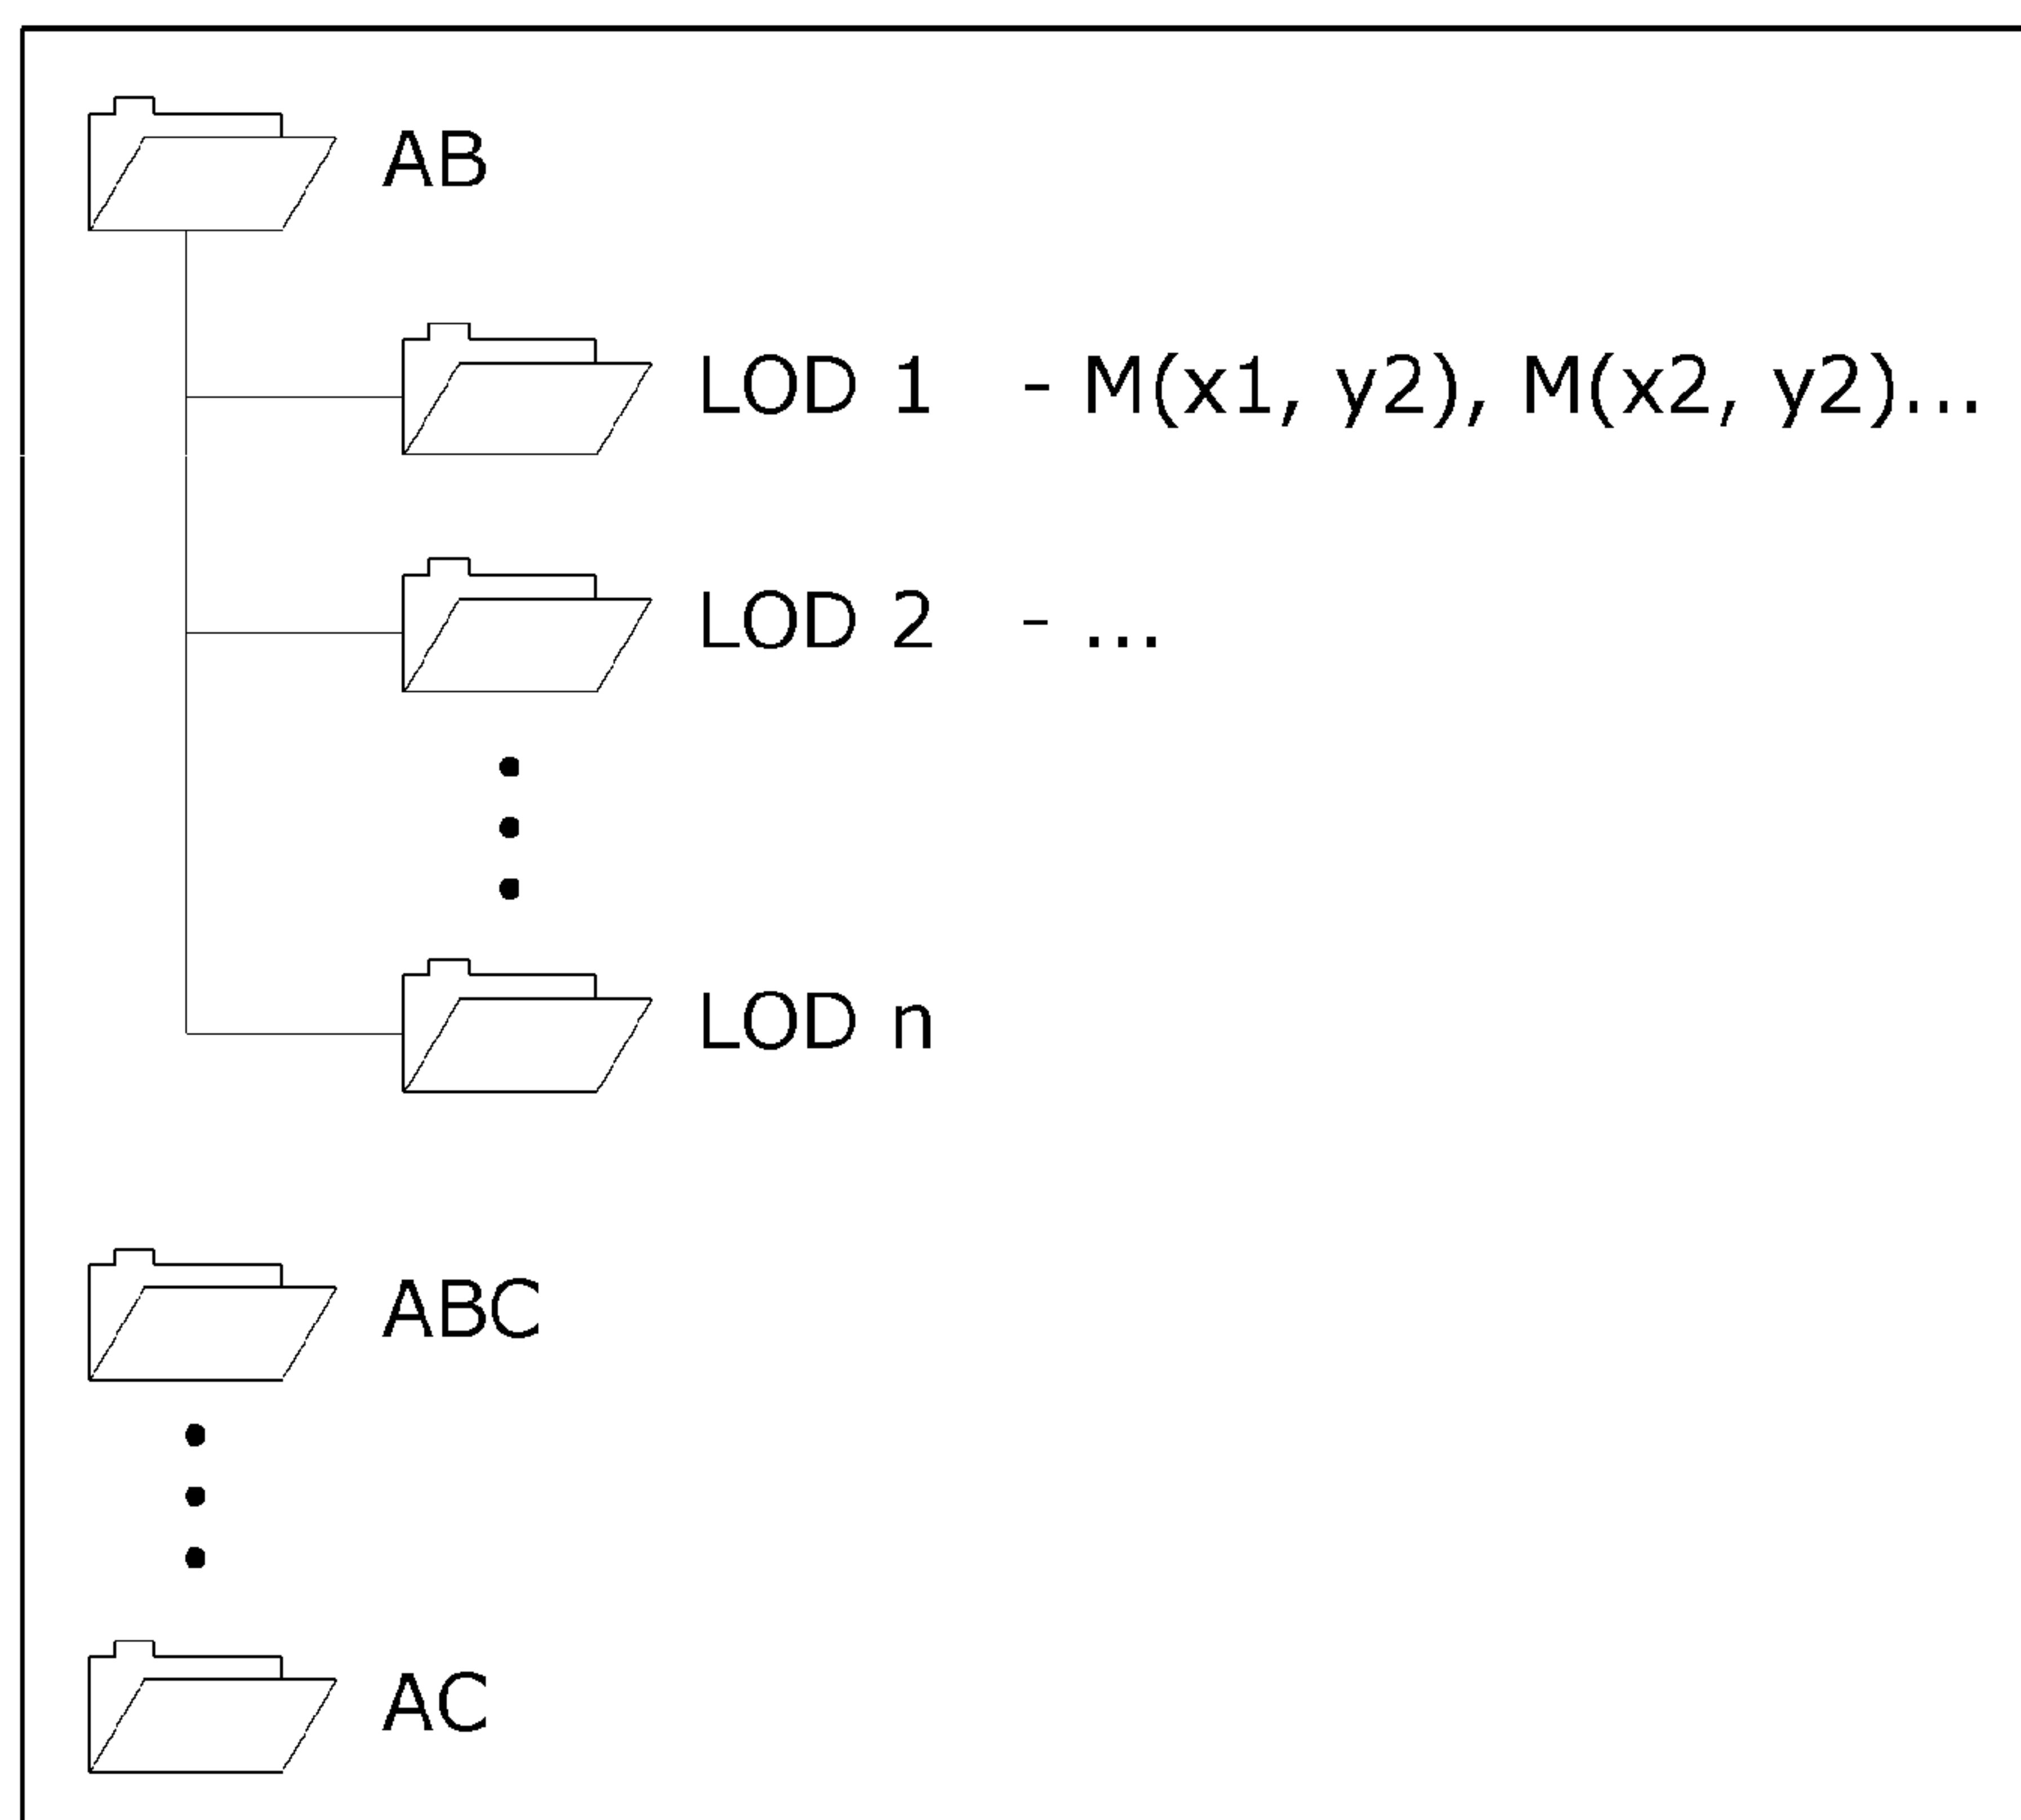 AB
LOD 1 - M(x1, y2), M(x2, y2)...
LOD 2 - ...
LOD n
ABC
AC